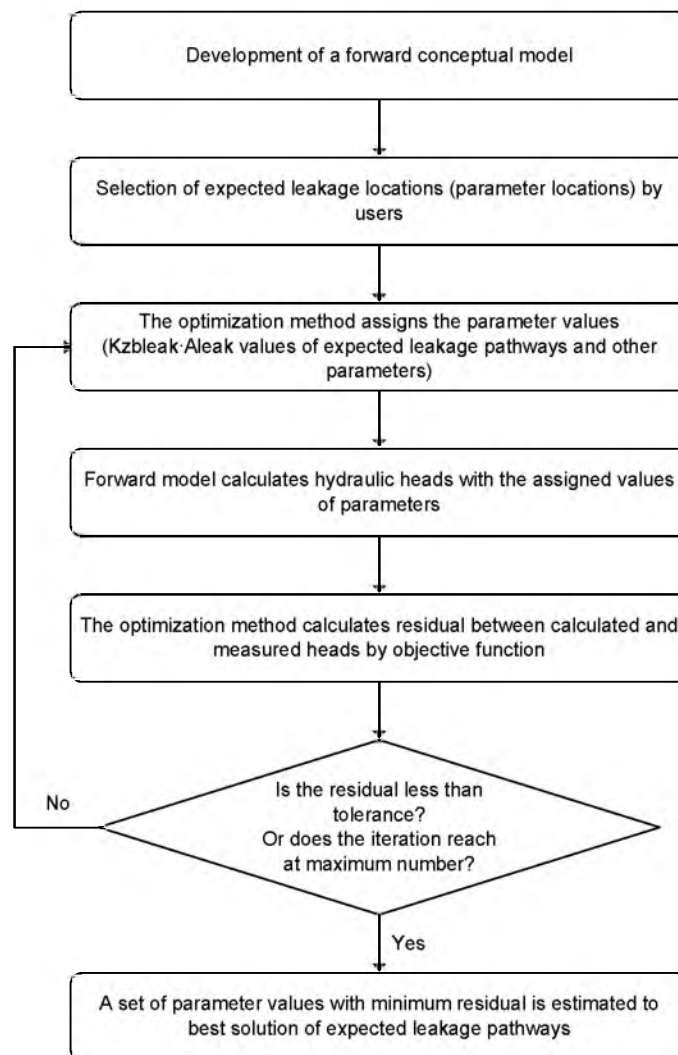 Development of a forward conceptual model
Selection of expected leakage locations (parameter locations) by
users
The optimization method assigns the parameter values
(Kzbleak·Aleak values of expected leakage pathways and other
parameters)
Forward model calculates hydraulic heads with the assigned values
of parameters
The optimization method calculates residual between calculated and
measured heads by objective function
Is the residual less than
tolerance?
Or does the iteration reach
at maximum number?
No
Yes
A set of parameter values with minimum residual is estimated to
best solution of expected leakage pathways